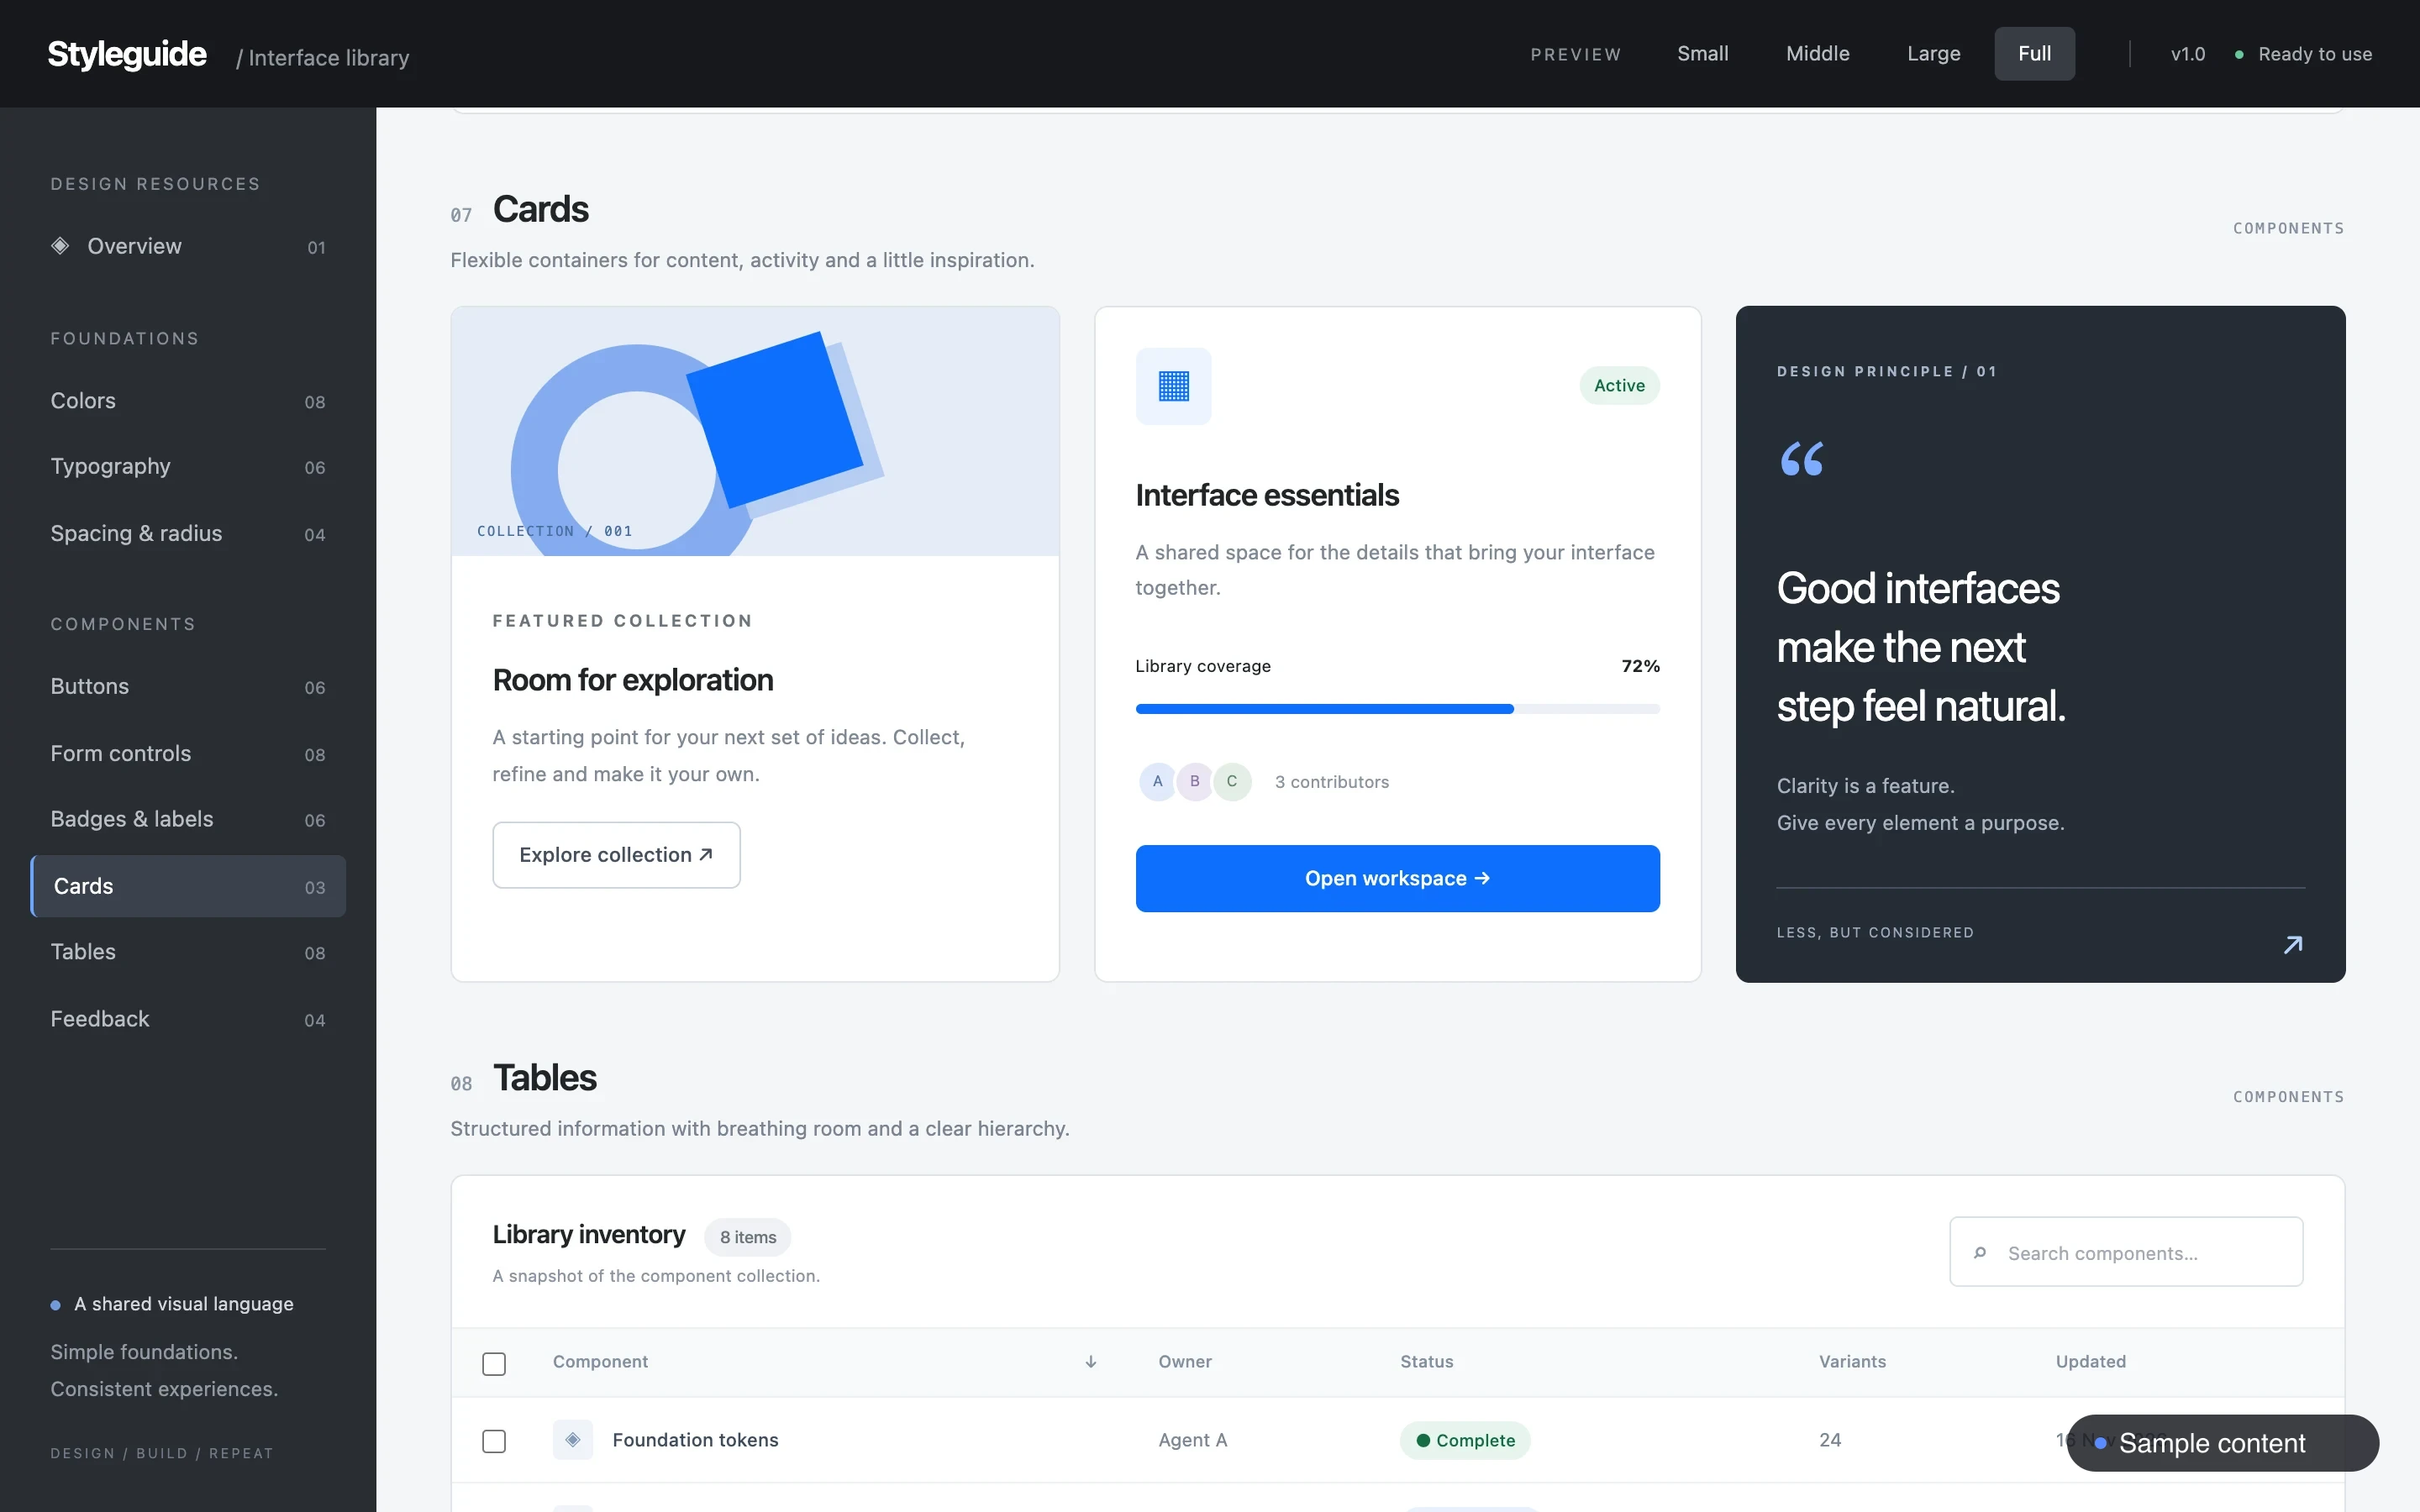 Styleguide / Interface library
PREVIEW Small Middle Large Full v1.0 Ready to use
DESIGN RESOURCES
Overview 01
FOUNDATIONS
Colors 08
Typography 06
Spacing & radius 04
COMPONENTS
Buttons 06
Form controls 08
Badges & labels 06
Cards 03
Tables 08
Feedback 04
A shared visual language
Simple foundations.
Consistent experiences.
DESIGN / BUILD / REPEAT
07 Cards
COMPONENTS
Flexible containers for content, activity and a little inspiration.
COLLECTION / 001
FEATURED COLLECTION
Room for exploration
A starting point for your next set of ideas. Collect,
refine and make it your own.
Explore collection ↗
Active
Interface essentials
A shared space for the details that bring your interface
together.
Library coverage 72%
A B C 3 contributors
Open workspace →
DESIGN PRINCIPLE / 01
“
Good interfaces
make the next
step feel natural.
Clarity is a feature.
Give every element a purpose.
LESS, BUT CONSIDERED ↗
08 Tables
COMPONENTS
Structured information with breathing room and a clear hierarchy.
Library inventory 8 items
A snapshot of the component collection.
Search components...
Component ↓ Owner Status Variants Updated
Foundation tokens Agent A Complete 24
Sample content